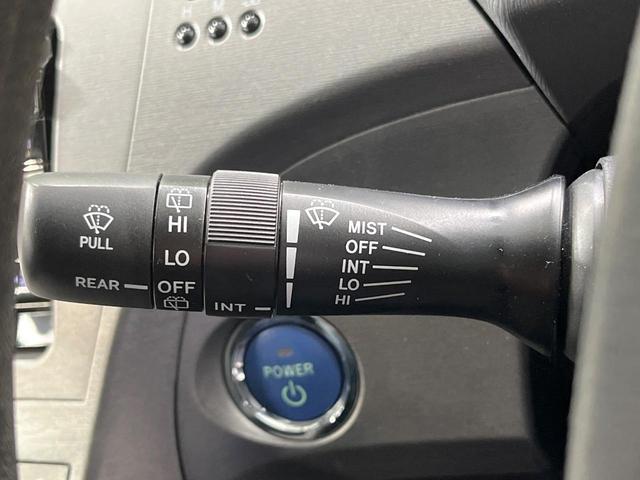 H M S
PULL
REAR
HI
LO
OFF
INT
MIST
OFF
INT
LO
HI
POWER